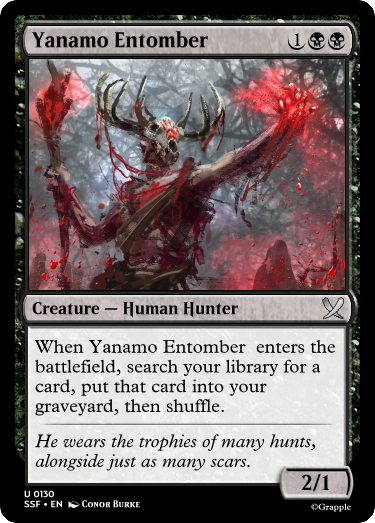 Yanamo Entomber 1
Creature — Human Hunter
When Yanamo Entomber  enters the
battlefield, search your library for a
card, put that card into your
graveyard, then shuffle.
He wears the trophies of many hunts,
alongside just as many scars.
2/1
U 0130
SSF • EN Conor Burke
©Grapple